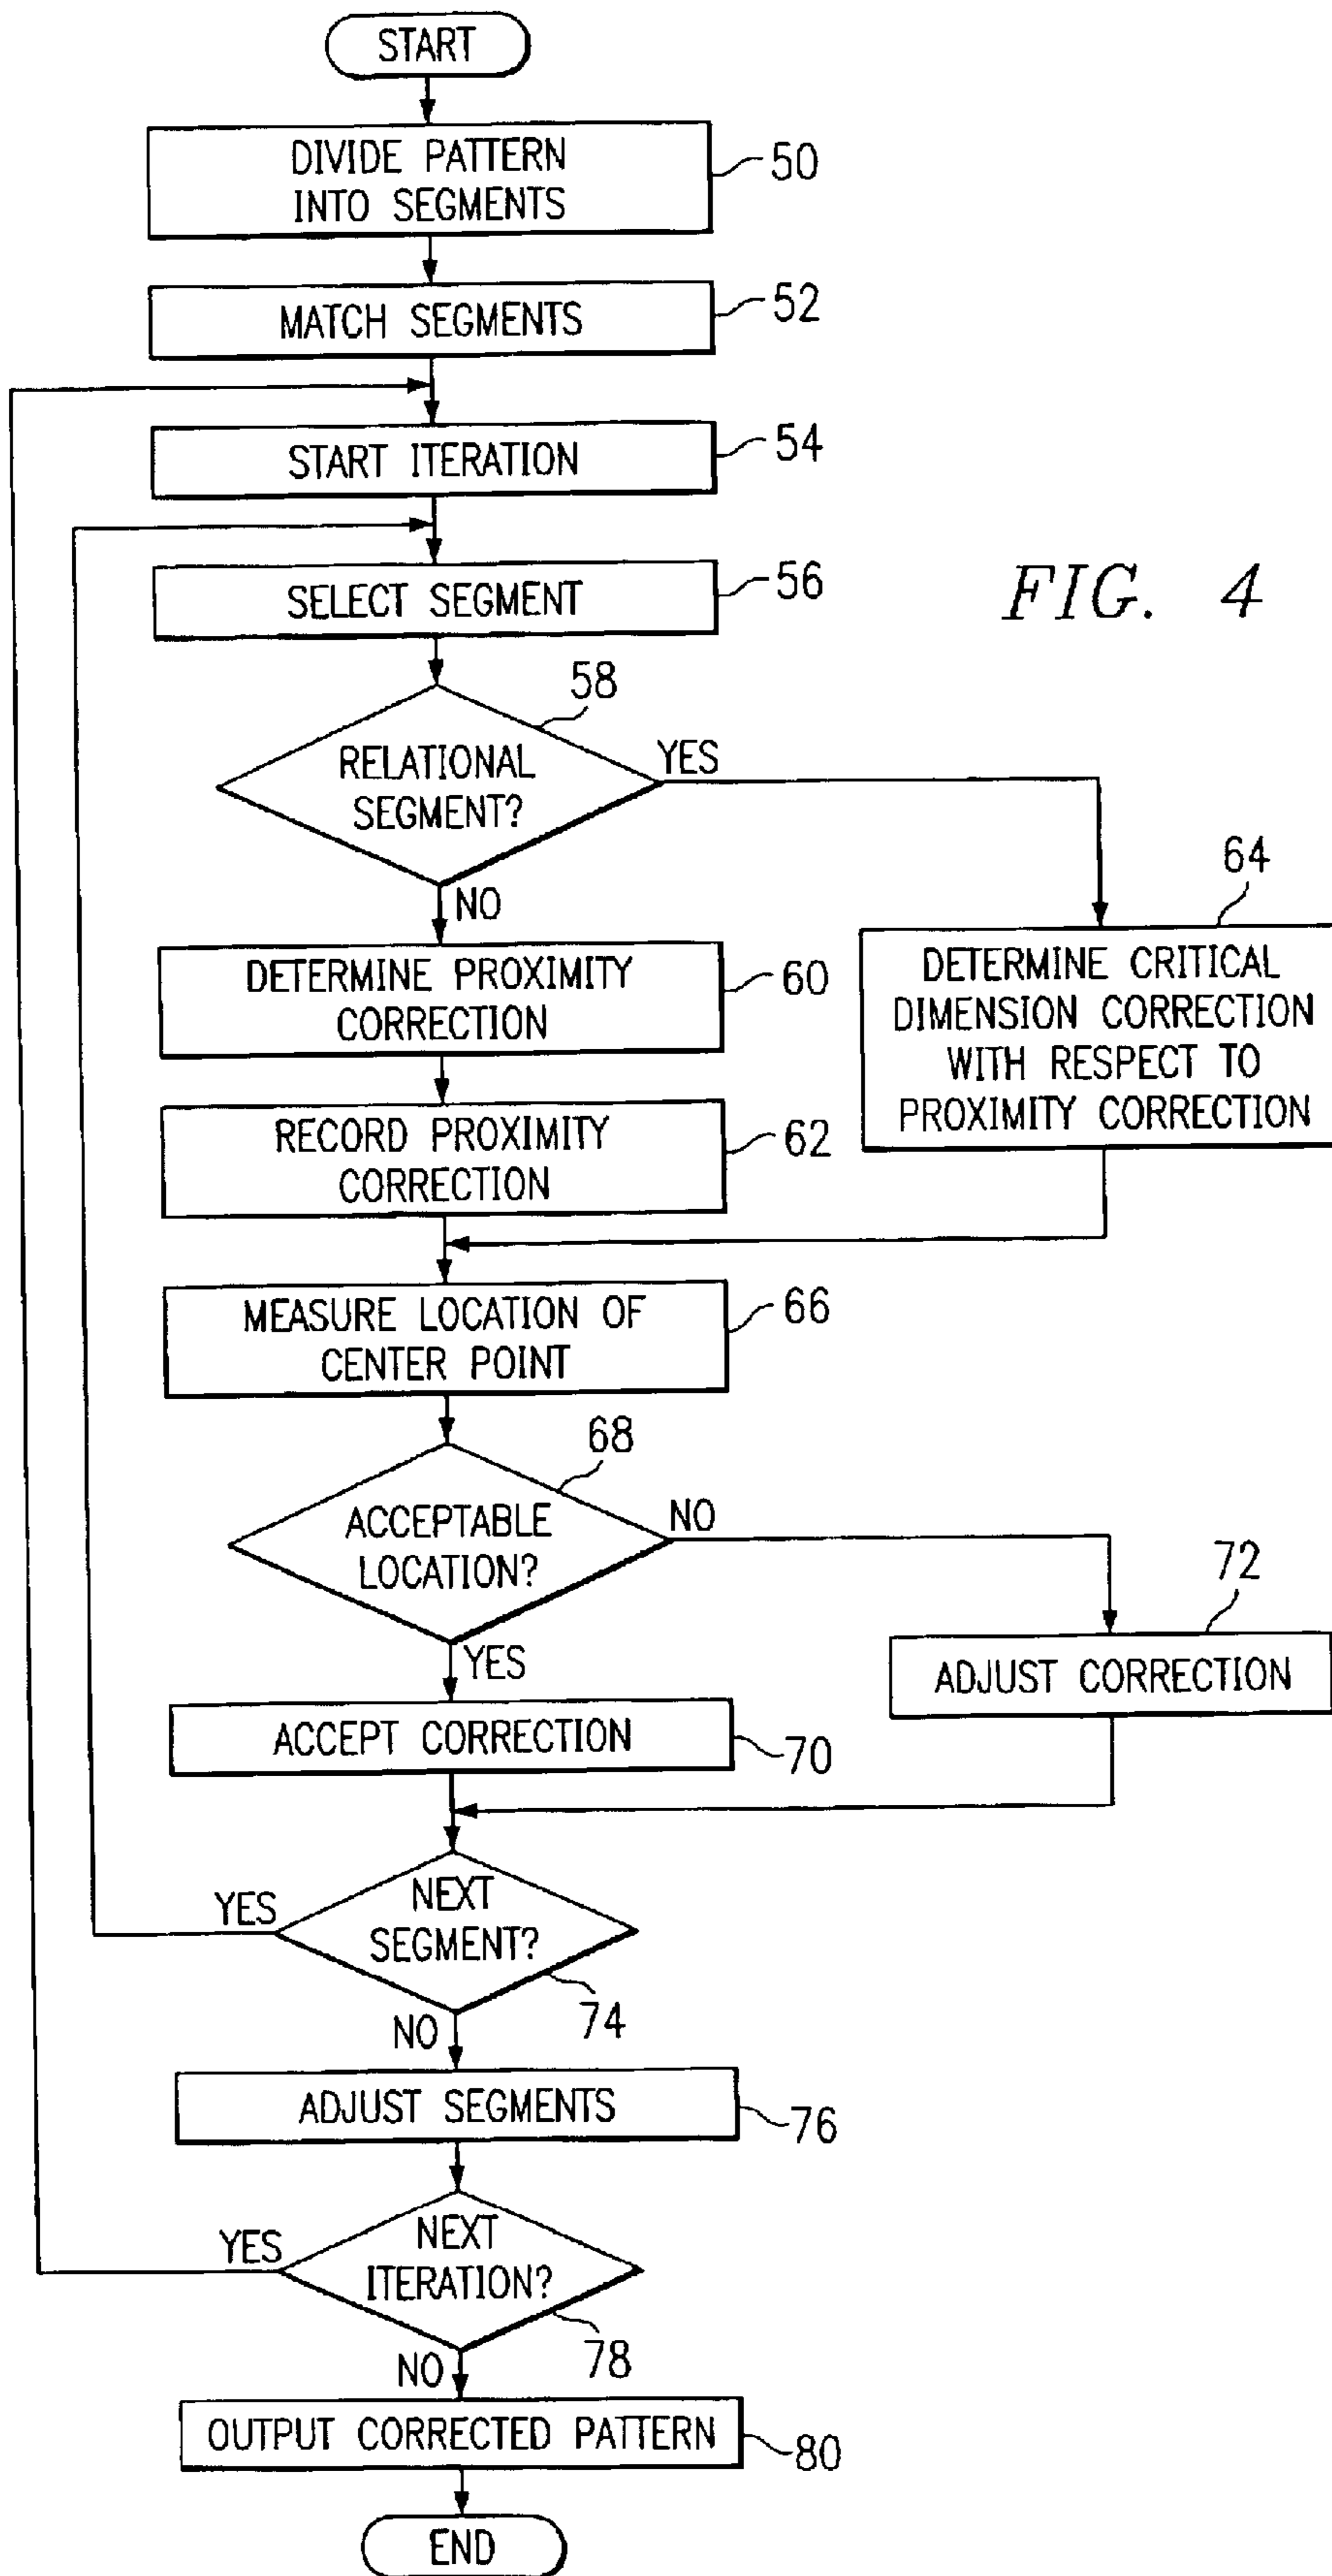 START
DIVIDE PATTERN
INTO SEGMENTS
50
MATCH SEGMENTS
52
START ITERATION
54
SELECT SEGMENT
56
FIG. 4
58
RELATIONAL
SEGMENT?
YES
NO
64
DETERMINE CRITICAL
DIMENSION CORRECTION
WITH RESPECT TO
PROXIMITY CORRECTION
DETERMINE PROXIMITY
CORRECTION
60
RECORD PROXIMITY
CORRECTION
62
MEASURE LOCATION OF
CENTER POINT
66
68
ACCEPTABLE
LOCATION?
NO
YES
72
ADJUST CORRECTION
ACCEPT CORRECTION
70
NEXT
SEGMENT?
YES
74
NO
ADJUST SEGMENTS
76
NEXT
ITERATION?
YES
78
NO
OUTPUT CORRECTED PATTERN
80
END